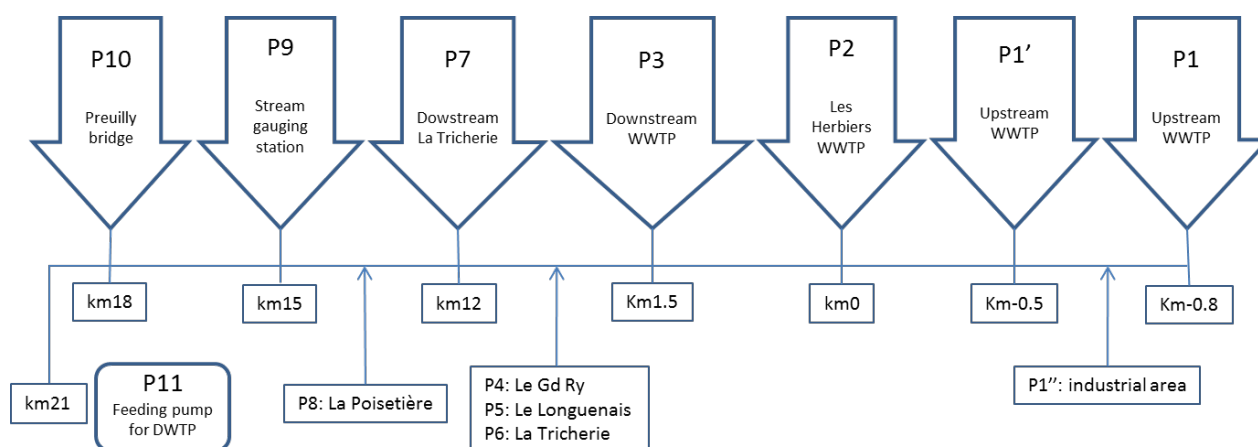 P10
Preuilly
bridge
P9
Stream
gauging
station
P7
Dowstream
La Tricherie
P3
Downstream
WWTP
P2
Les
Herbiers
WWTP
P1’
Upstream
WWTP
P1
Upstream
WWTP
km18
km15
km12
Km1.5
km0
Km-0.5
Km-0.8
km21
P11
Feeding pump
for DWTP
P8: La Poisetière
P4: Le Gd Ry
P5: Le Longuenais
P6: La Tricherie
P1’’: industrial area